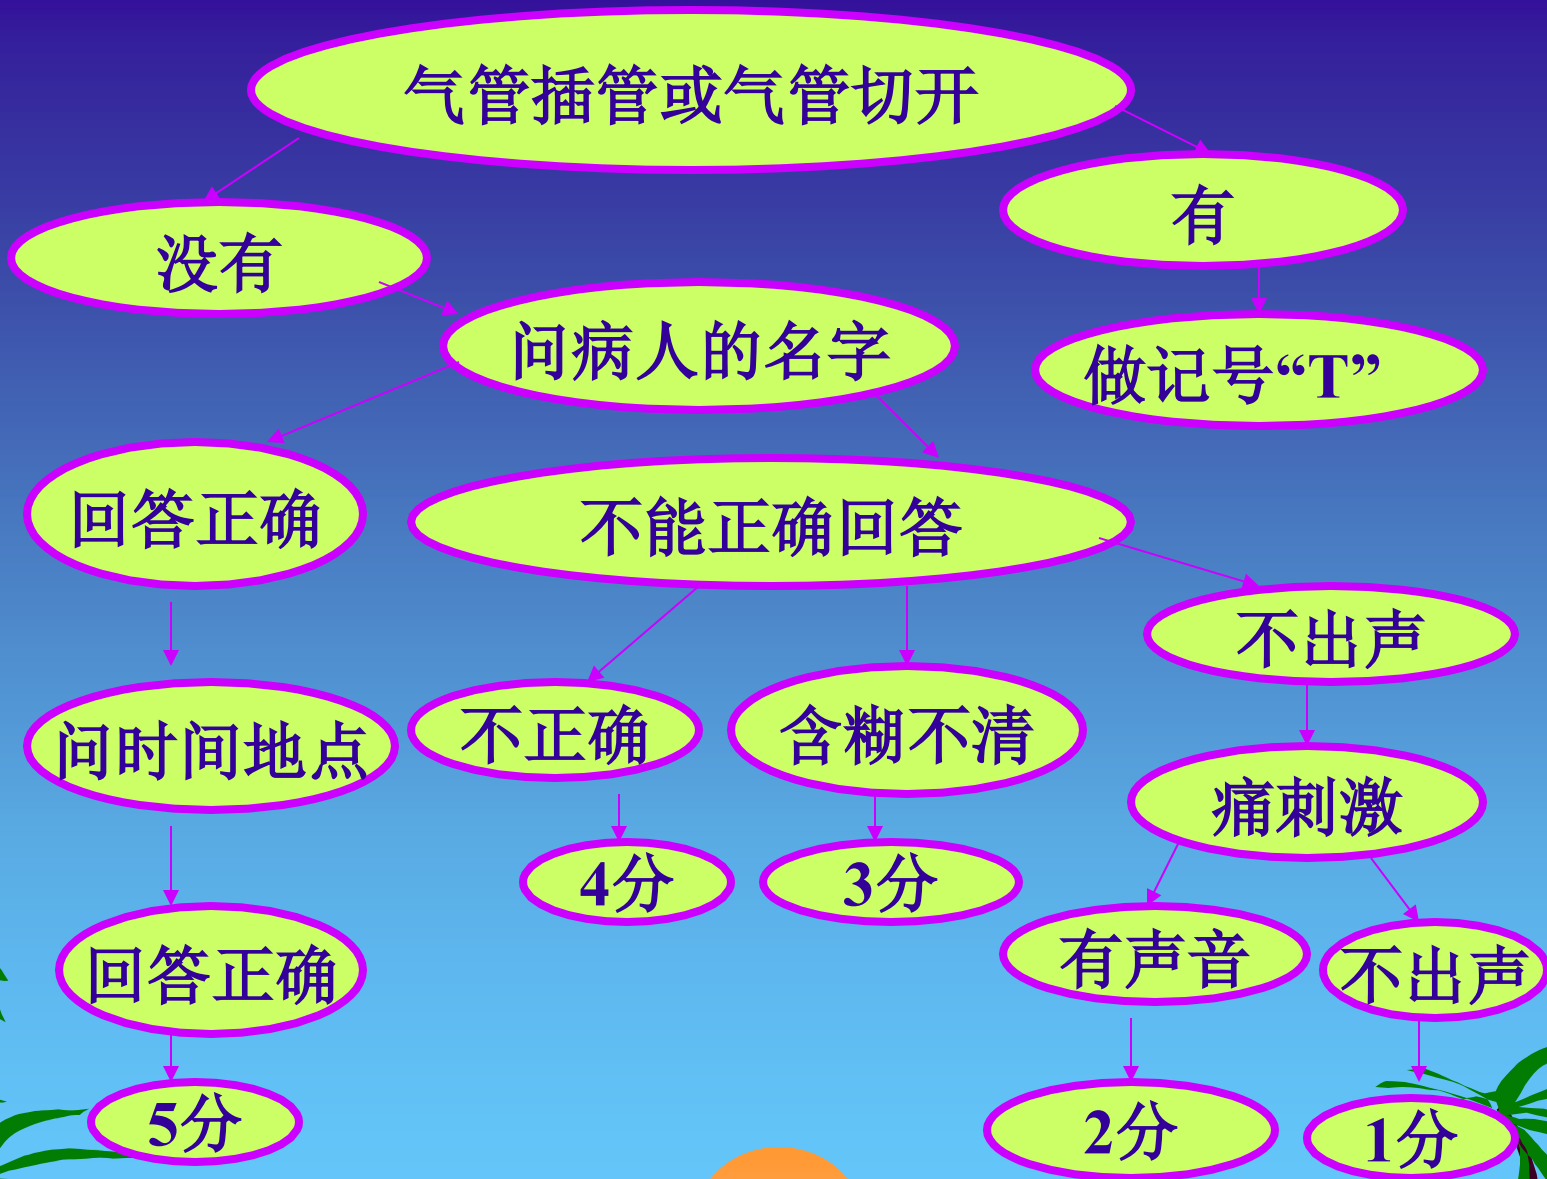 气管插管或气管切开
有
没有
问病人的名字
做记号“T”
回答正确
不能正确回答
不出声
问时间地点
不正确
含糊不清
痛刺激
4分
3分
有声音
不出声
回答正确
5分
2分
1分